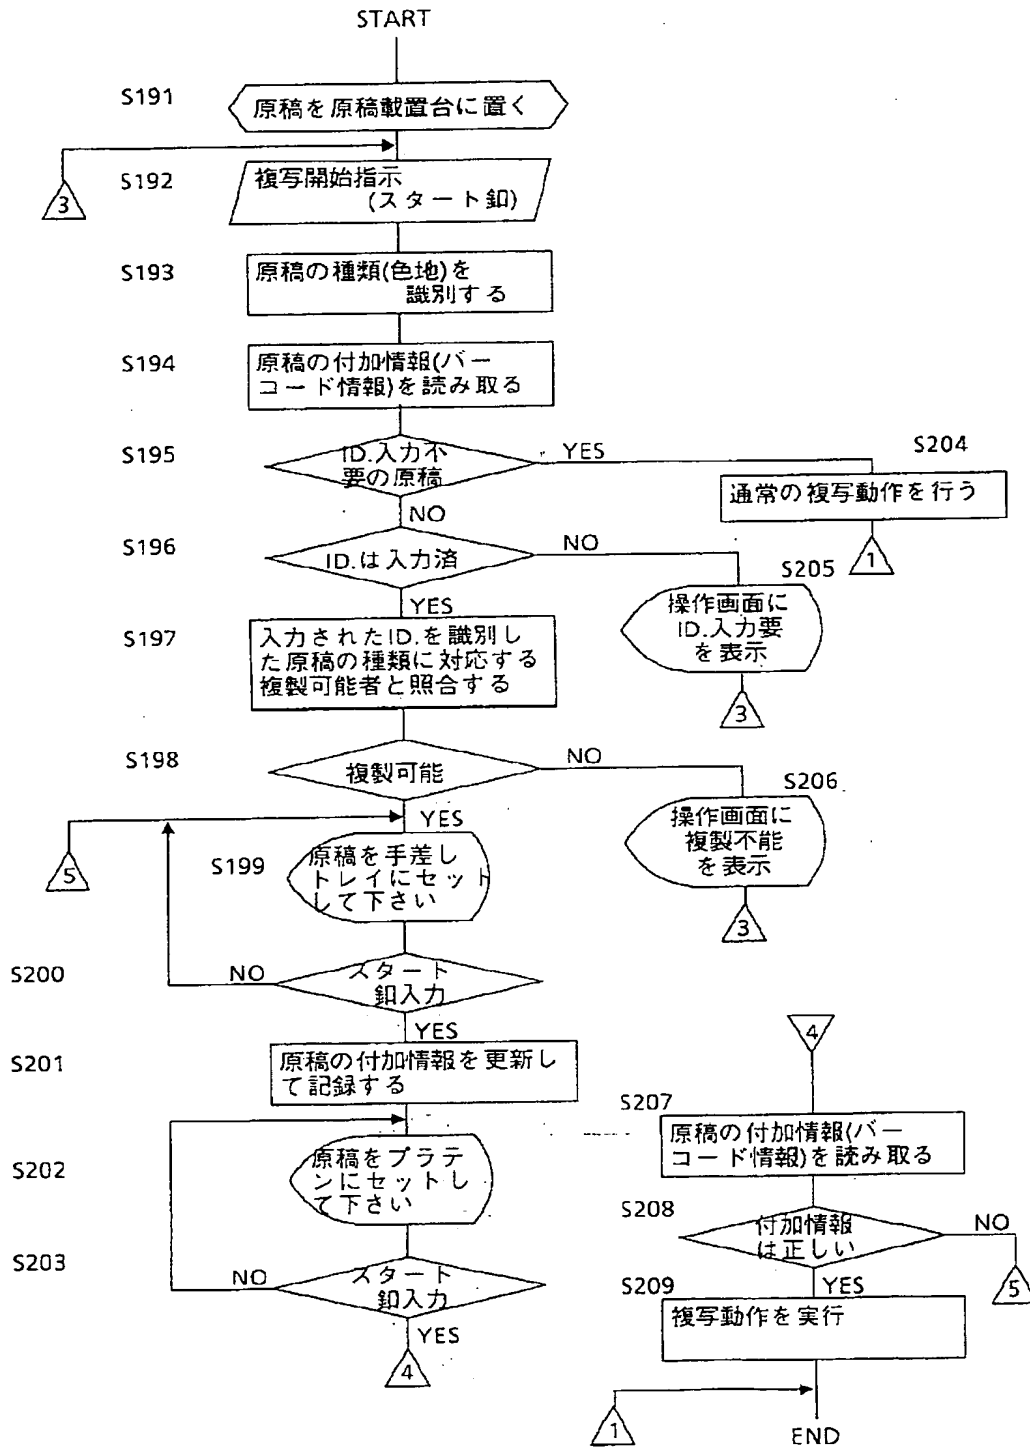 START
S191
原稿を原稿載置台に置く
3
S192
複写開始指示
(スタート釦)
S193
原稿の種類(色地)を
識別する
S194
原稿の付加情報(バー
コード情報)を読み取る
S195
ID.入力不
要の原稿
YES
S204
通常の複写動作を行う
1
NO
S196
ID.は入力済
NO
S205
操作画面に
ID.入力要
を表示
3
YES
S197
入力されたID.を識別し
た原稿の種類に対応する
複製可能者と照合する
S198
複製可能
NO
S206
操作画面に
複製不能
を表示
3
YES
5
S199
原稿を手差し
トレイにセット
して下さい
S200
NO
スタート
釦入力
YES
S201
原稿の付加情報を更新し
て記録する
S202
原稿をプラテ
ンにセットし
て下さい
S203
NO
スタート
釦入力
YES
4
4
S207
原稿の付加情報(バー
コード情報)を読み取る
S208
付加情報
は正しい
NO
5
YES
S209
複写動作を実行
1
END